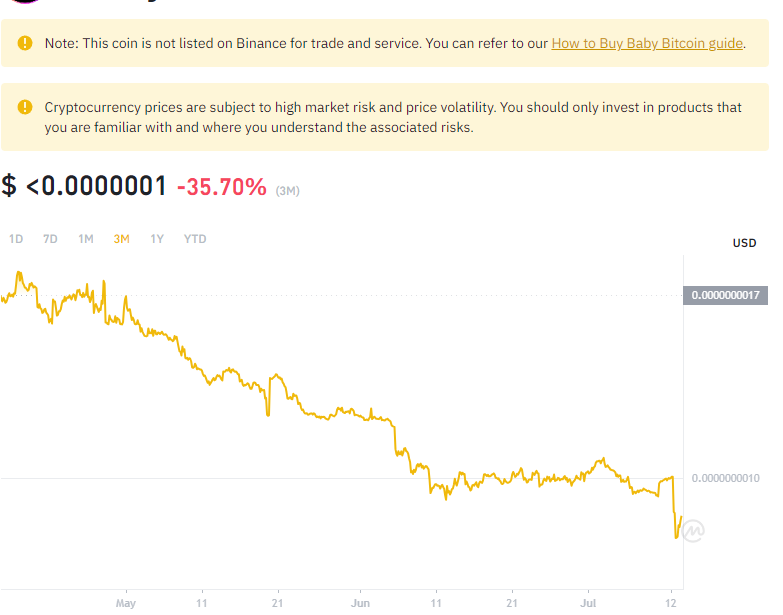 Note: This coin is not listed on Binance for trade and service. You can refer to our How to Buy Baby Bitcoin guide.
Cryptocurrency prices are subject to high market risk and price volatility. You should only invest in products that
you are familiar with and where you understand the associated risks.
$ <0.0000001 -35.70% (3M)
1D 7D 1M 3M 1Y YTD
USD
0.0000000017
0.0000000010
May 11 21 Jun 11 21 Jul 12